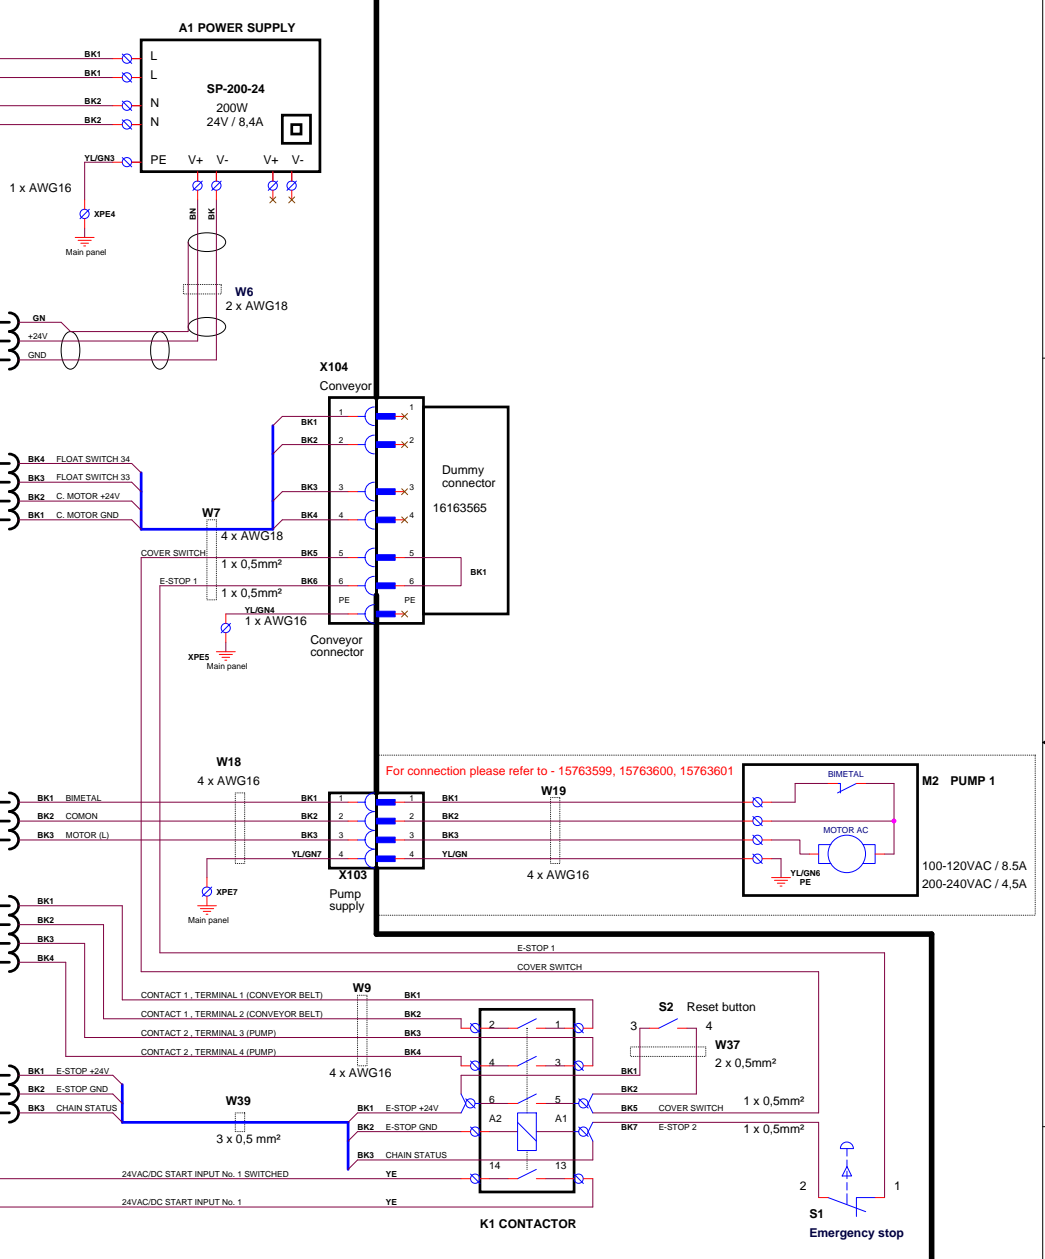 A1 POWER SUPPLY
BK1
L
BK1
L
SP-200-24
200W
24V / 8,4A
BK2
N
BK2
N
YL/GN3
PE
V+
V-
V+
V-
1 x AWG16
XPE4
Main panel
BN
BK
W6
2 x AWG18
GN
+24V
GND
X104
Conveyor
1
BK1
1
BK2
2
2
BK3
3
3
BK4
4
4
BK5
5
5
BK6
6
6
PE
PE
Dummy
connector
16163565
BK1
BK4
FLOAT SWITCH 34
BK3
FLOAT SWITCH 33
BK2
C. MOTOR +24V
BK1
C. MOTOR GND
W7
4 x AWG18
COVER SWITCH
1 x 0,5mm²
E-STOP 1
1 x 0,5mm²
YL/GN4
1 x AWG16
XPE5
Main panel
Conveyor
connector
W18
4 x AWG16
For connection please refer to - 15763599, 15763600, 15763601
W19
BIMETAL
M2 PUMP 1
BK1
BIMETAL
BK1
1
1
BK1
BK2
COMON
BK2
2
2
BK2
BK3
MOTOR (L)
BK3
3
3
BK3
MOTOR AC
YL/GN7
4
4
YL/GN
X103
4 x AWG16
YL/GN6
PE
100-120VAC / 8.5A
200-240VAC / 4,5A
Pump
supply
XPE7
Main panel
BK1
BK2
BK3
BK4
E-STOP 1
COVER SWITCH
W9
CONTACT 1 , TERMINAL 1 (CONVEYOR BELT)
BK1
CONTACT 1 , TERMINAL 2 (CONVEYOR BELT)
BK2
CONTACT 2 , TERMINAL 3 (PUMP)
BK3
CONTACT 2 , TERMINAL 4 (PUMP)
BK4
4 x AWG16
2
1
4
3
6
5
A2
A1
14
13
S2
Reset button
3
4
W37
2 x 0,5mm²
BK1
BK2
BK5
COVER SWITCH
1 x 0,5mm²
BK7
E-STOP 2
1 x 0,5mm²
BK1
E-STOP +24V
BK2
E-STOP GND
BK3
CHAIN STATUS
W39
3 x 0,5 mm²
BK1
E-STOP +24V
BK2
E-STOP GND
BK3
CHAIN STATUS
24VAC/DC START INPUT No. 1 SWITCHED
YE
24VAC/DC START INPUT No. 1
YE
K1 CONTACTOR
2
1
S1
Emergency stop